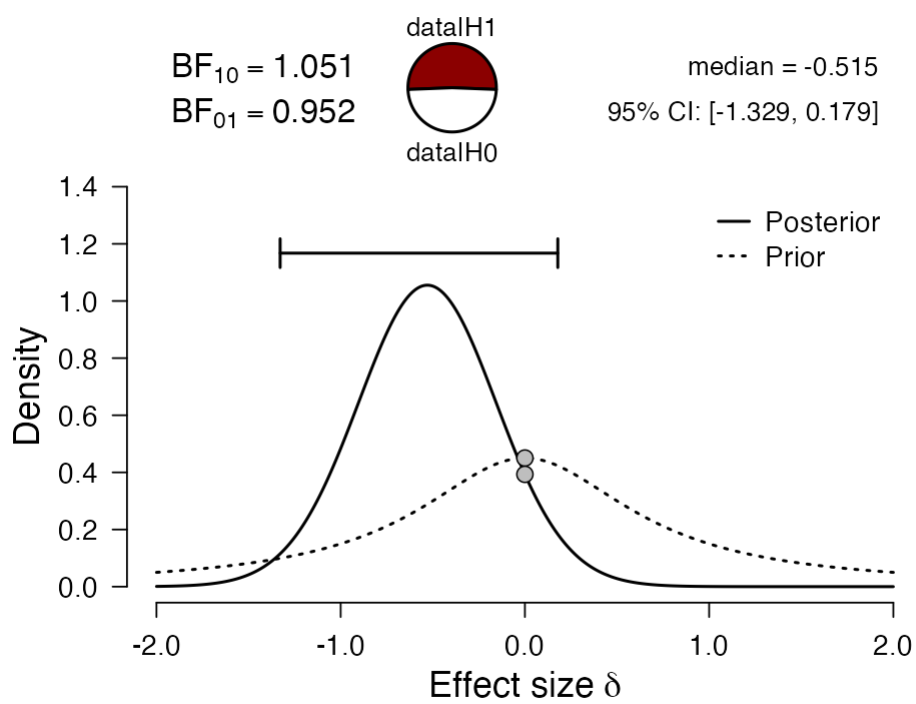 data|H1
BF10 = 1.051
median = -0.515
BF01 = 0.952
95% CI: [-1.329, 0.179]
data|H0
1.4
1.2
1.0
0.8
0.6
0.4
0.2
0.0
Density
Posterior
Prior
-2.0 -1.0 0.0 1.0 2.0
Effect size δ